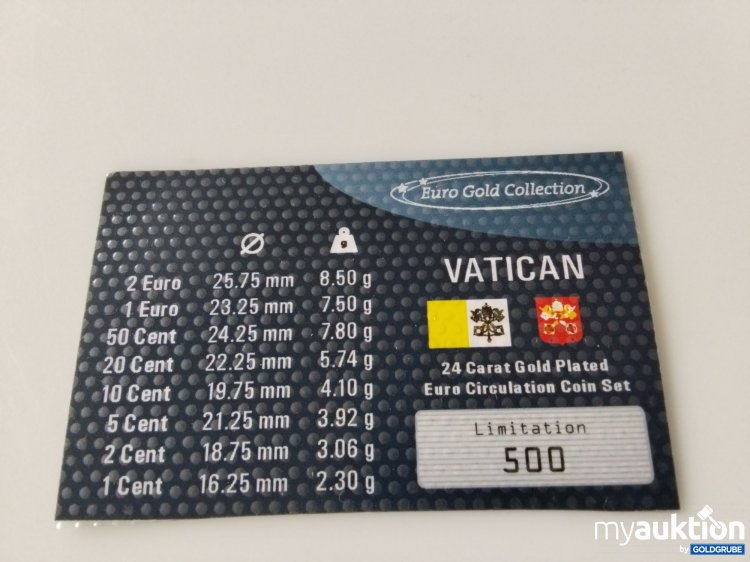 Euro Gold Collection
Ø g
2 Euro 25.75 mm 8.50 g
1 Euro 23.25 mm 7.50 g
50 Cent 24.25 mm 7.80 g
20 Cent 22.25 mm 5.74 g
10 Cent 19.75 mm 4.10 g
5 Cent 21.25 mm 3.92 g
2 Cent 18.75 mm 3.06 g
1 Cent 16.25 mm 2.30 g
VATICAN
24 Carat Gold Plated
Euro Circulation Coin Set
Limitation
500
myauktion
by GOLDGRUBE